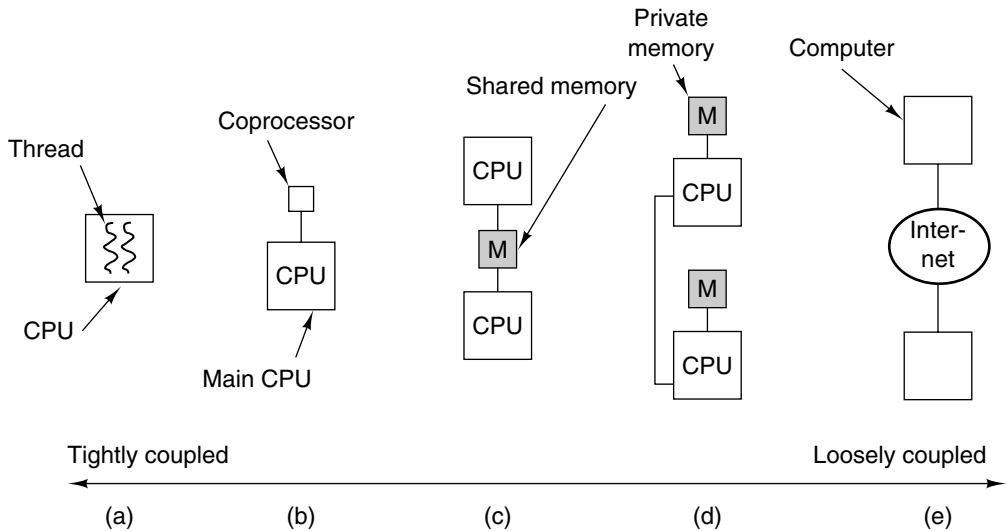 Private
memory
Computer
Shared memory
Coprocessor
Thread
M
CPU
CPU
Inter-
net
M
CPU
M
CPU
CPU
CPU
Main CPU
Tightly coupled
Loosely coupled
(a)
(b)
(c)
(d)
(e)